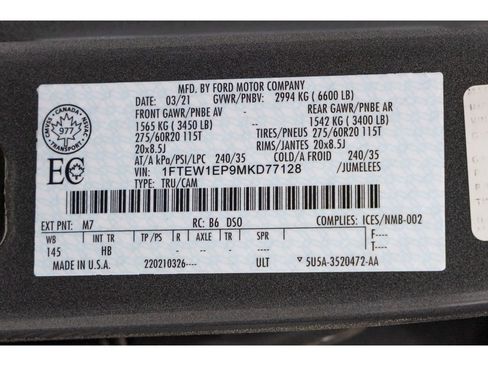 MFD. BY FORD MOTOR COMPANY
DATE: 03/21 GVWR/PNBV: 2994 KG ( 6600 LB)
FRONT GAWR/PNBE AV REAR GAWR/PNBE AR
1565 KG ( 3450 LB) 1542 KG ( 3400 LB)
275/60R20 115T TIRES/PNEUS 275/60R20 115T
20x8.5J RIMS/JANTES 20x8.5J
AT/A kPa/PSI/LPC 240/35 COLD/A FROID 240/35
VIN: 1FTEW1EP9MKD77128 /JUMELEES
TYPE: TRU/CAM
CANADA
977
TRANSPORT
EC
EXT PNT: M7 RC: B6 DSO COMPLIES: ICES/NMB-002
WB INT TR TP/PS R AXLE TR SPR F----
145 HB -- -- -- ---- T----
MADE IN U.S.A. 220210326---- ULT ▽ 5U5A-3520472-AA